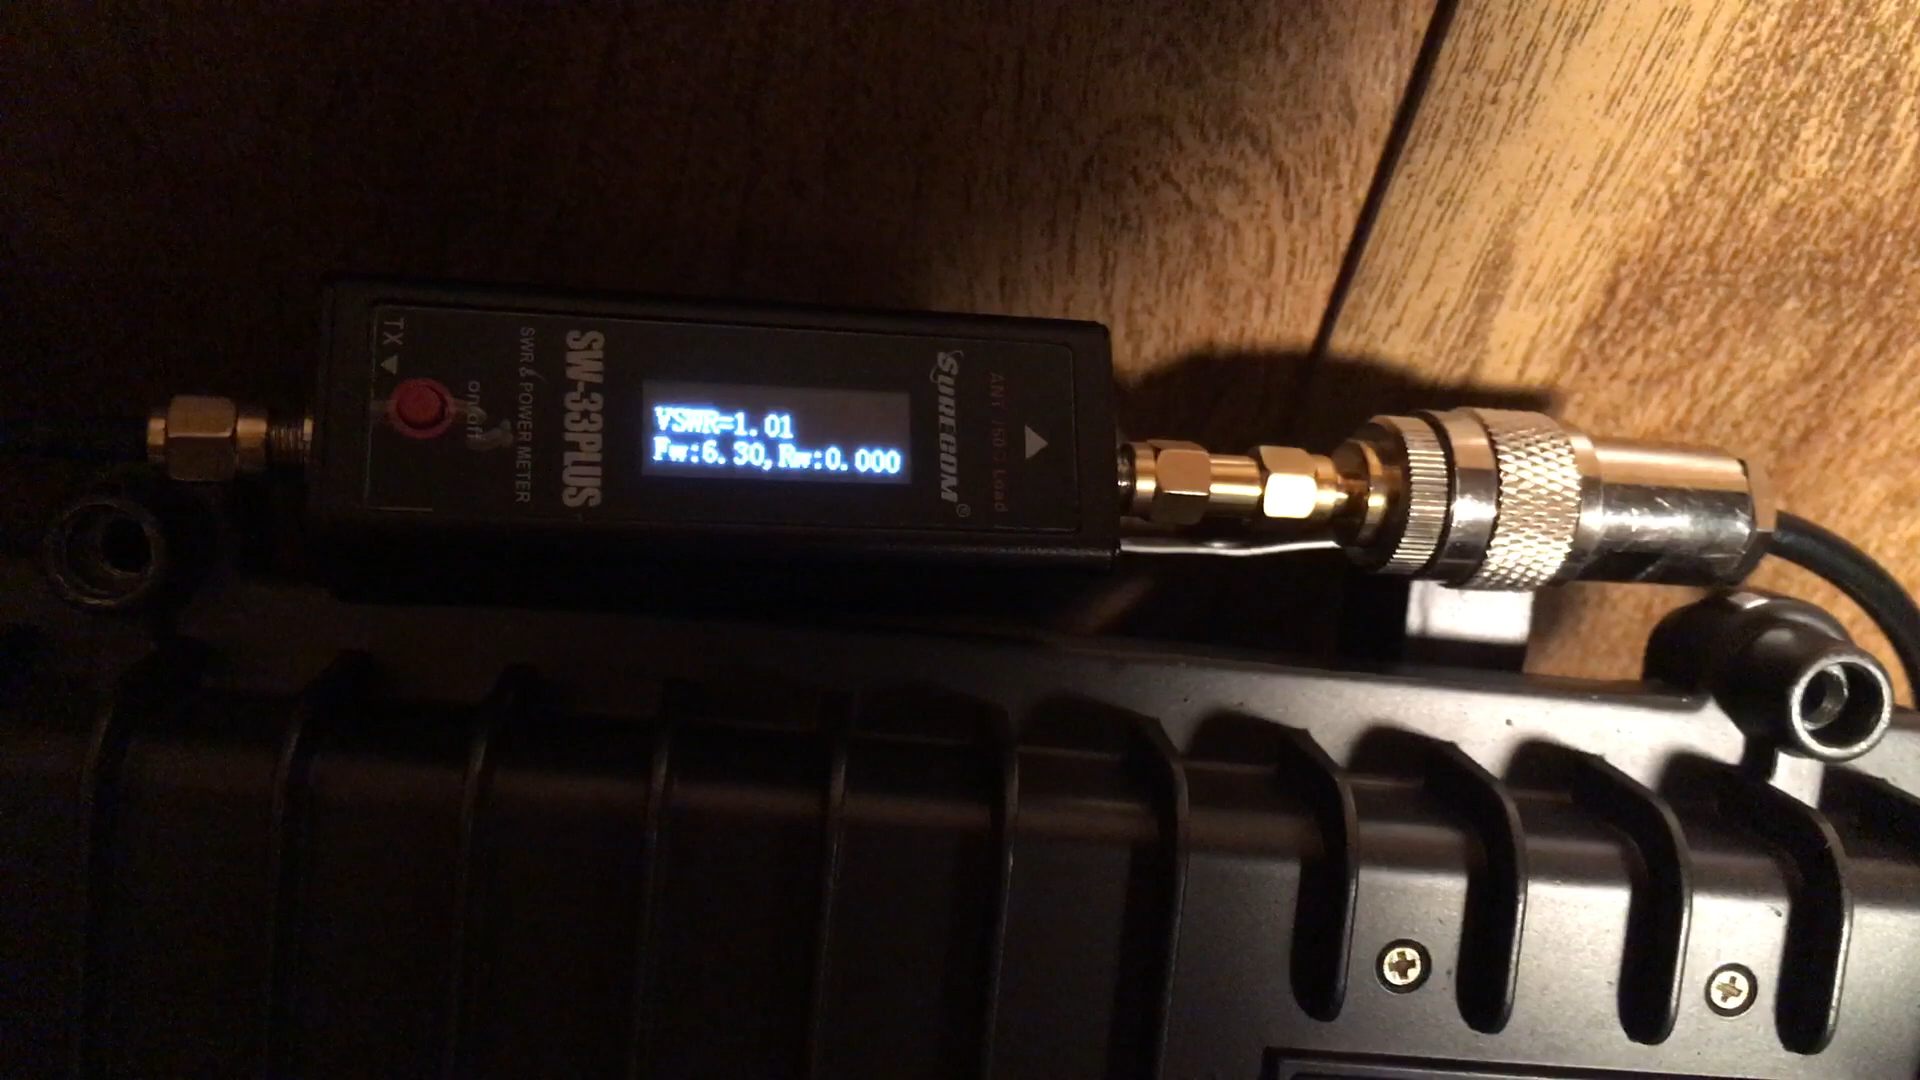 TX ▼
on/off
SWR & POWER METER
SW-33PLUS
VSWR=1.01
Fw:6.30,Rw:0.000
SURECOM®
ANT /50Ω Load